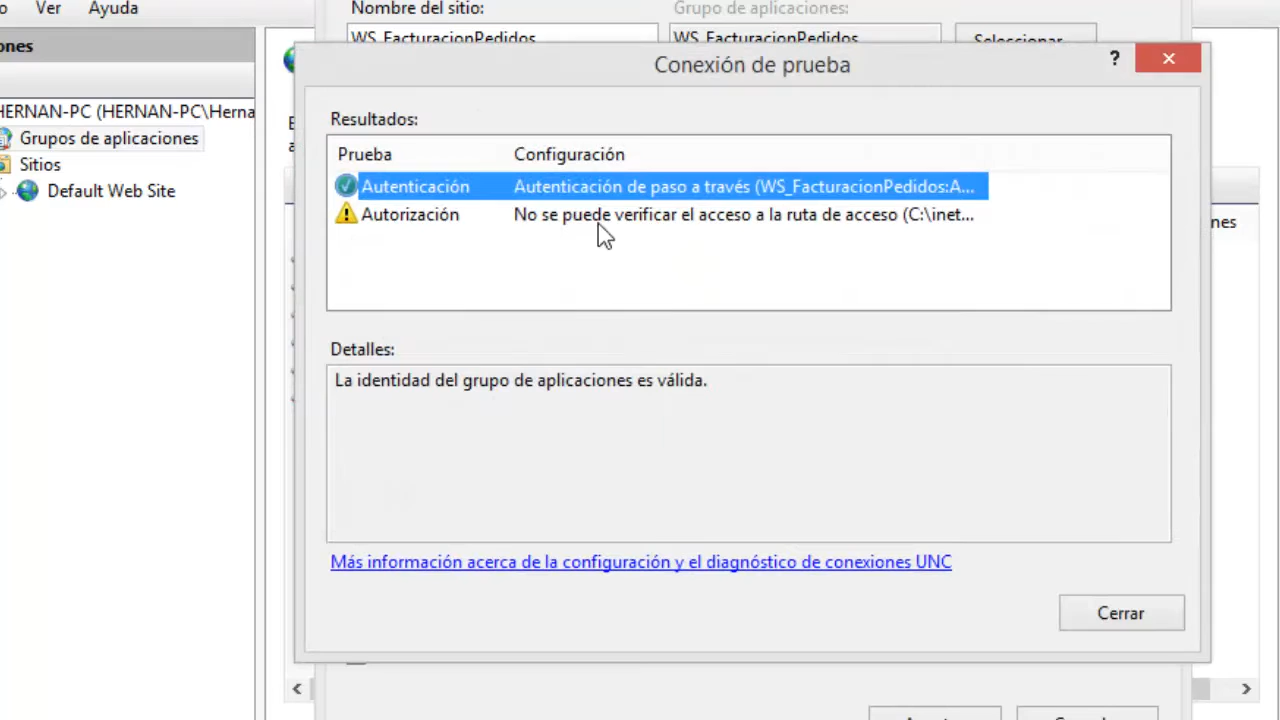 o Ver Ayuda
Nombre del sitio: Grupo de aplicaciones:
WS_FacturacionPedidos WS_FacturacionPedidos Seleccionar
ones
Conexión de prueba
?
HERNAN-PC (HERNAN-PC\Herna
Grupos de aplicaciones
Sitios
Default Web Site
Resultados:
Prueba Configuración
Autenticación Autenticación de paso a través (WS_FacturacionPedidos:A...
Autorización No se puede verificar el acceso a la ruta de acceso (C:\inet...
nes
Detalles:
La identidad del grupo de aplicaciones es válida.
Más información acerca de la configuración y el diagnóstico de conexiones UNC
Cerrar